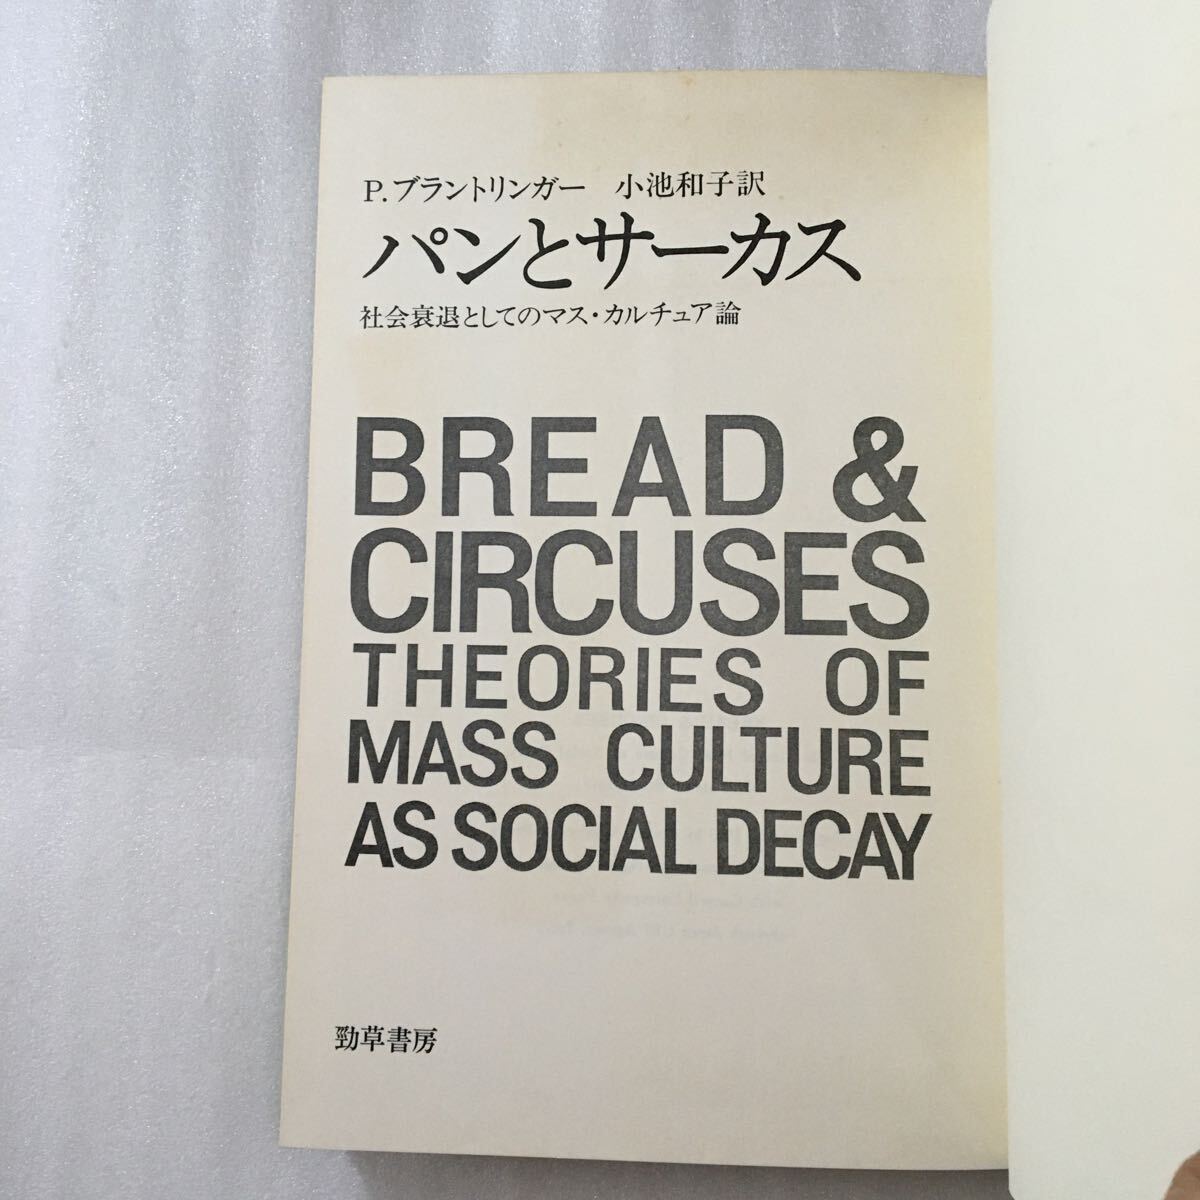 P.ブラントリンガー 小池和子訳
パンとサーカス
社会衰退としてのマス・カルチュア論
BREAD &
CIRCUSES
THEORIES OF
MASS CULTURE
AS SOCIAL DECAY
勁草書房